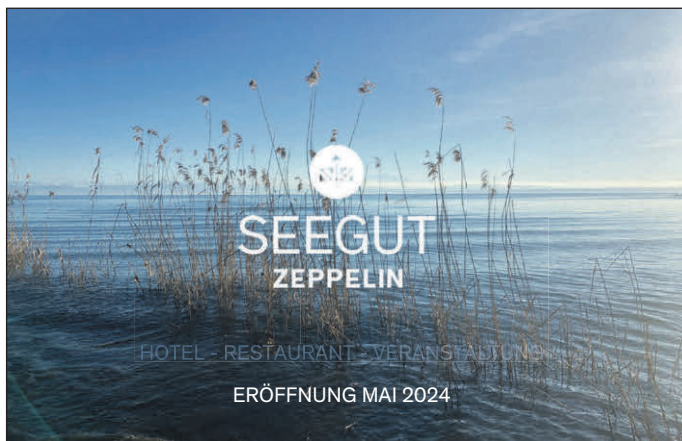 SEEGUT
ZEPPELIN
HOTEL - RESTAURANT - VERANSTALTUNG
ERÖFFNUNG MAI 2024